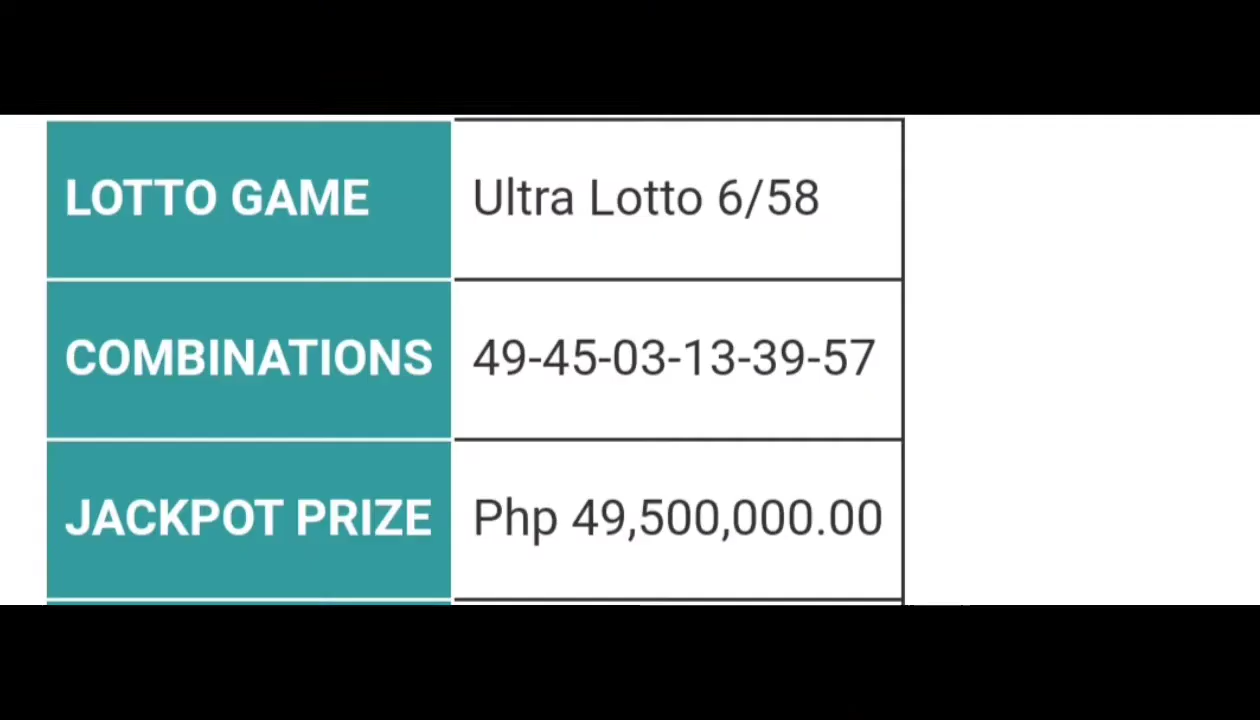 LOTTO GAME Ultra Lotto 6/58
COMBINATIONS 49-45-03-13-39-57
JACKPOT PRIZE Php 49,500,000.00